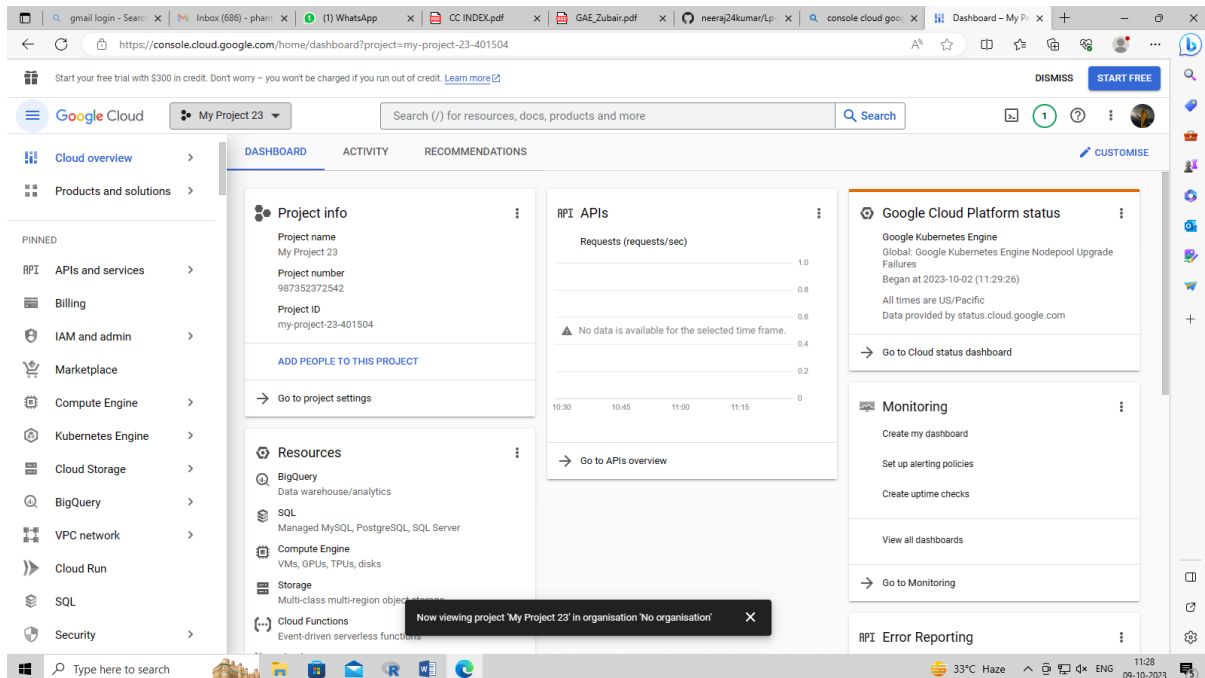 gmail login - Search
Inbox (686) - phant
(1) WhatsApp
CC INDEX.pdf
GAE_Zubair.pdf
neeraj24kumar/Lp-
console cloud goog
Dashboard – My Pr
https://console.cloud.google.com/home/dashboard?project=my-project-23-401504
Start your free trial with $300 in credit. Don't worry – you won't be charged if you run out of credit. Learn more
DISMISS
START FREE
Google Cloud
My Project 23
Search (/) for resources, docs, products and more
Search
1
Cloud overview
Products and solutions
PINNED
API APIs and services
Billing
IAM and admin
Marketplace
Compute Engine
Kubernetes Engine
Cloud Storage
BigQuery
VPC network
Cloud Run
SQL
Security
DASHBOARD ACTIVITY RECOMMENDATIONS
CUSTOMISE
Project info
Project name
My Project 23
Project number
987352372542
Project ID
my-project-23-401504
ADD PEOPLE TO THIS PROJECT
Go to project settings
Resources
BigQuery
Data warehouse/analytics
SQL
Managed MySQL, PostgreSQL, SQL Server
Compute Engine
VMs, GPUs, TPUs, disks
Storage
Multi-class multi-region object storage
Cloud Functions
Event-driven serverless functions
API APIs
Requests (requests/sec)
1.0
0.8
0.6
No data is available for the selected time frame.
0.4
0.2
0
10:30 10:45 11:00 11:15
Go to APIs overview
Google Cloud Platform status
Google Kubernetes Engine
Global: Google Kubernetes Engine Nodepool Upgrade
Failures
Began at 2023-10-02 (11:29:26)
All times are US/Pacific
Data provided by status.cloud.google.com
Go to Cloud status dashboard
Monitoring
Create my dashboard
Set up alerting policies
Create uptime checks
View all dashboards
Go to Monitoring
API Error Reporting
Now viewing project 'My Project 23' in organisation 'No organisation'
Type here to search
33°C Haze
ENG
11:28
09-10-2023